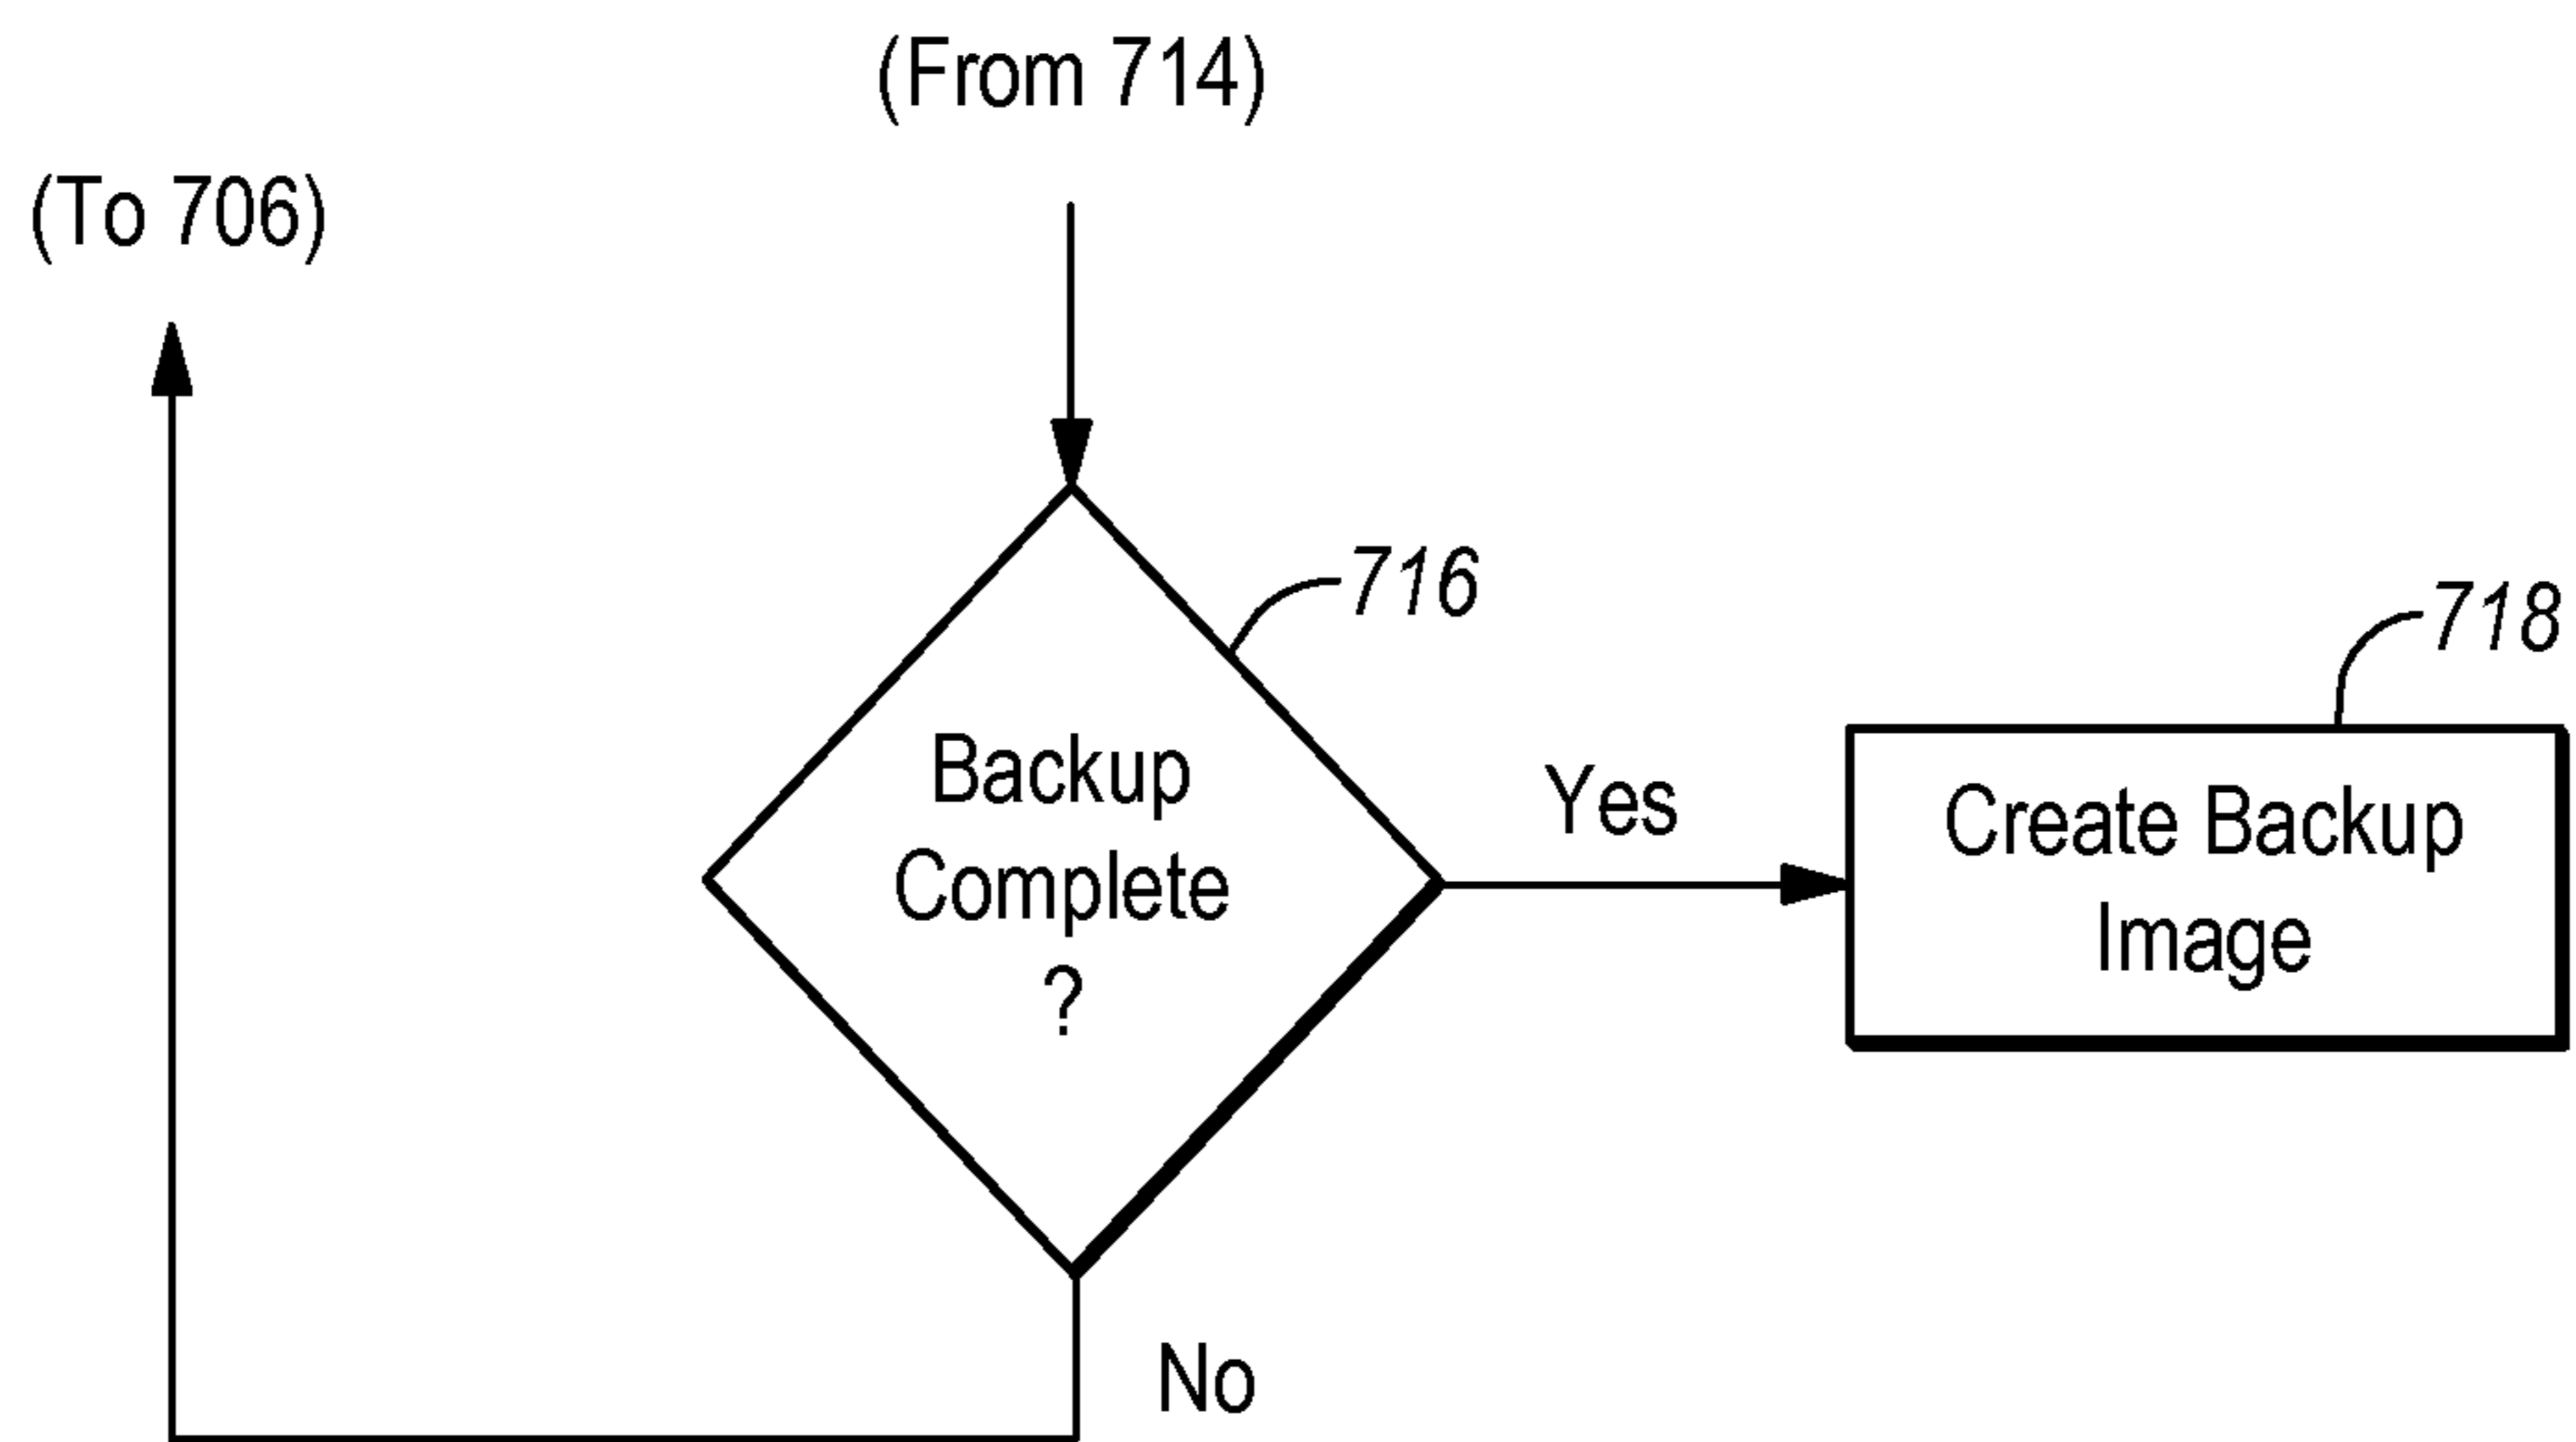 (From 714)
(To 706)
716
718
Backup
Complete
?
Yes
Create Backup
Image
No